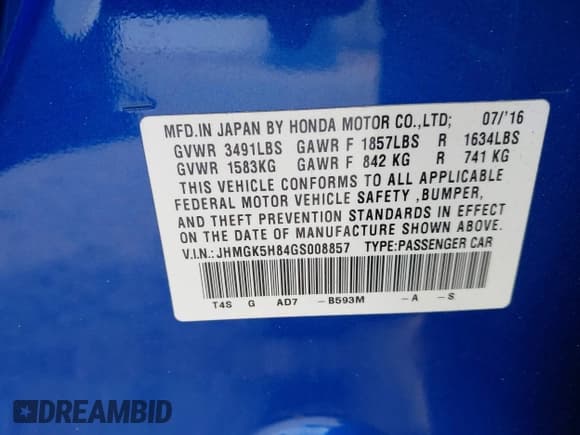 MFD.IN JAPAN BY HONDA MOTOR CO.,LTD; 07/'16
GVWR 3491LBS GAWR F 1857LBS R 1634LBS
GVWR 1583KG GAWR F 842 KG R 741 KG
THIS VEHICLE CONFORMS TO ALL APPLICABLE
FEDERAL MOTOR VEHICLE SAFETY ,BUMPER,
AND THEFT PREVENTION STANDARDS IN EFFECT
ON THE DATE OF MANUFACTURE SHOWN ABOVE.
V.I.N.: JHMGK5H84GS008857 TYPE:PASSENGER CAR
T4S G AD7 -B593M -A -S
DREAMBID